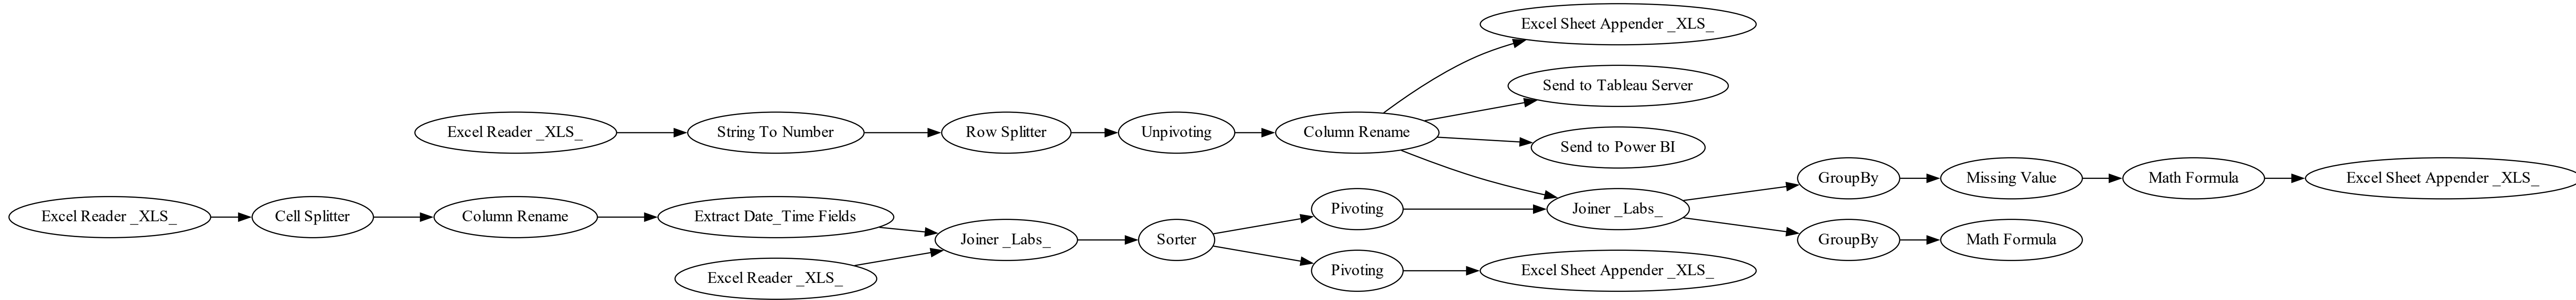 Excel Sheet Appender _XLS_
Send to Tableau Server
Excel Reader _XLS_
String To Number
Row Splitter
Unpivoting
Column Rename
Send to Power BI
GroupBy
Missing Value
Math Formula
Excel Sheet Appender _XLS_
Excel Reader _XLS_
Cell Splitter
Column Rename
Extract Date_Time Fields
Pivoting
Joiner _Labs_
Joiner _Labs_
Sorter
GroupBy
Math Formula
Excel Reader _XLS_
Pivoting
Excel Sheet Appender _XLS_